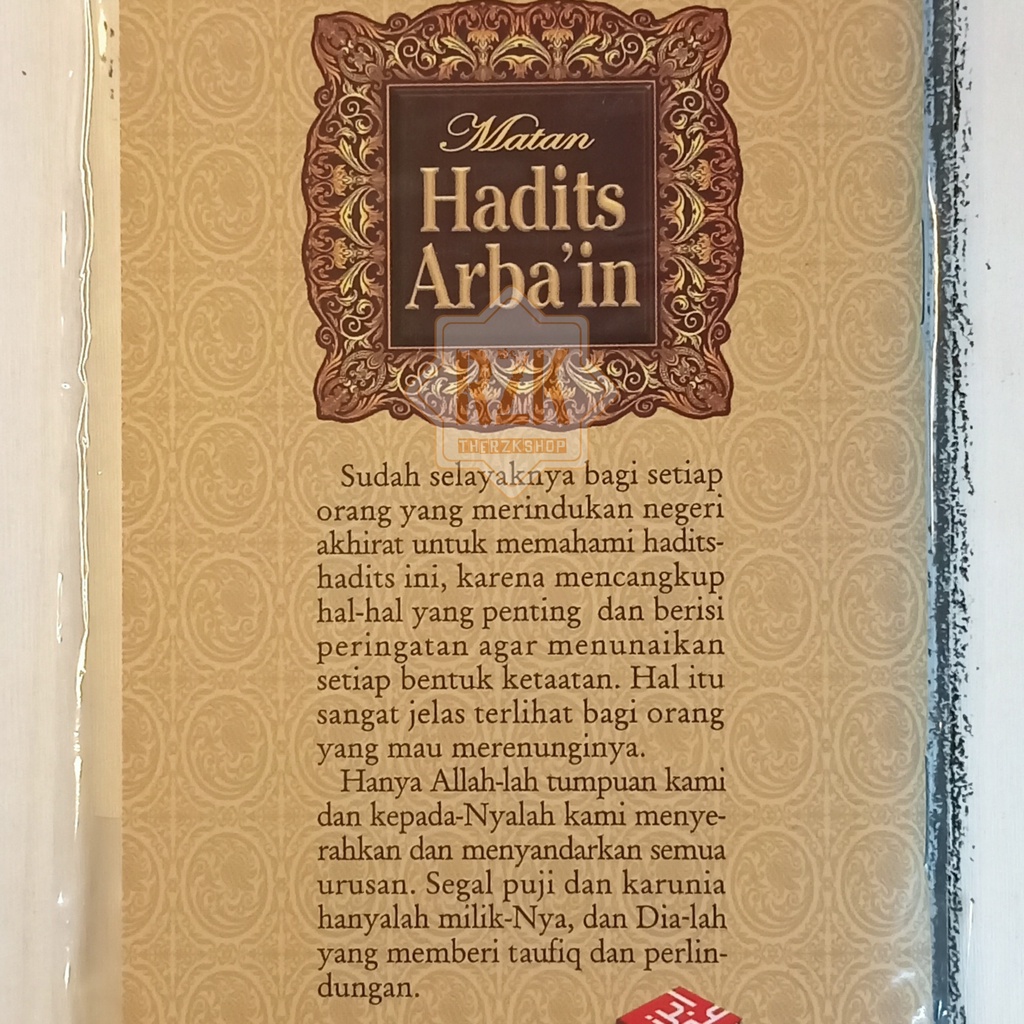 Matan
Hadits
Arba'in
RZK
THERZKSHOP
Sudah selayaknya bagi setiap
orang yang merindukan negeri
akhirat untuk memahami hadits-
hadits ini, karena mencangkup
hal-hal yang penting dan berisi
peringatan agar menunaikan
setiap bentuk ketaatan. Hal itu
sangat jelas terlihat bagi orang
yang mau merenunginya.
Hanya Allah-lah tumpuan kami
dan kepada-Nyalah kami menye-
rahkan dan menyandarkan semua
urusan. Segal puji dan karunia
hanyalah milik-Nya, dan Dia-lah
yang memberi taufiq dan perlin-
dungan.